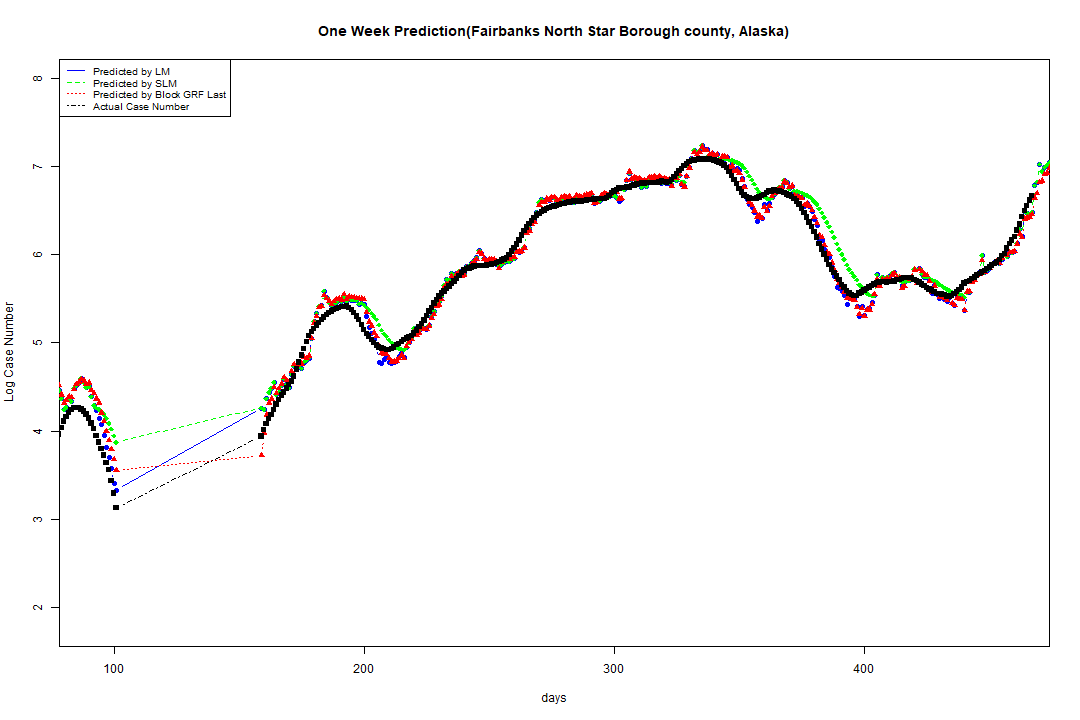 One Week Prediction(Fairbanks North Star Borough county, Alaska)
Predicted by LM
Predicted by SLM
Predicted by Block GRF Last
Actual Case Number
8
7
6
5
4
3
2
Log Case Number
100 200 300 400
days